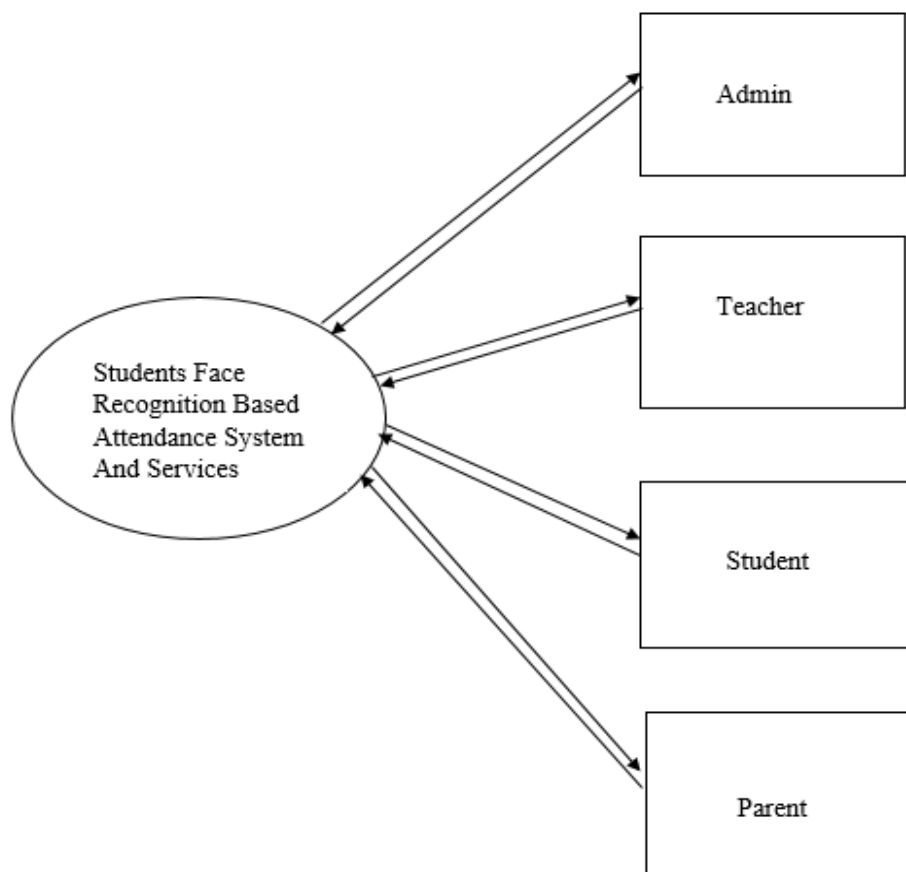 Admin
Teacher
Students Face
Recognition Based
Attendance System
And Services
Student
Parent